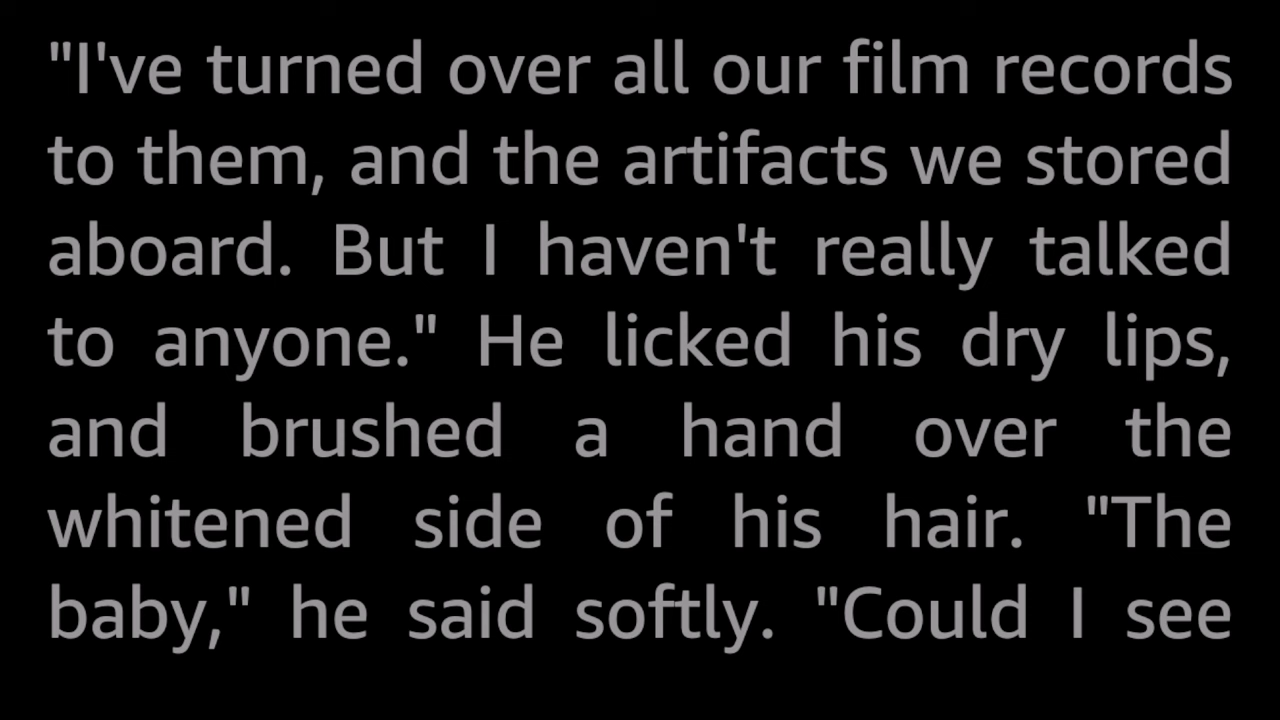 "I've turned over all our film records
to them, and the artifacts we stored
aboard. But I haven't really talked
to anyone." He licked his dry lips,
and brushed a hand over the
whitened side of his hair. "The
baby," he said softly. "Could I see